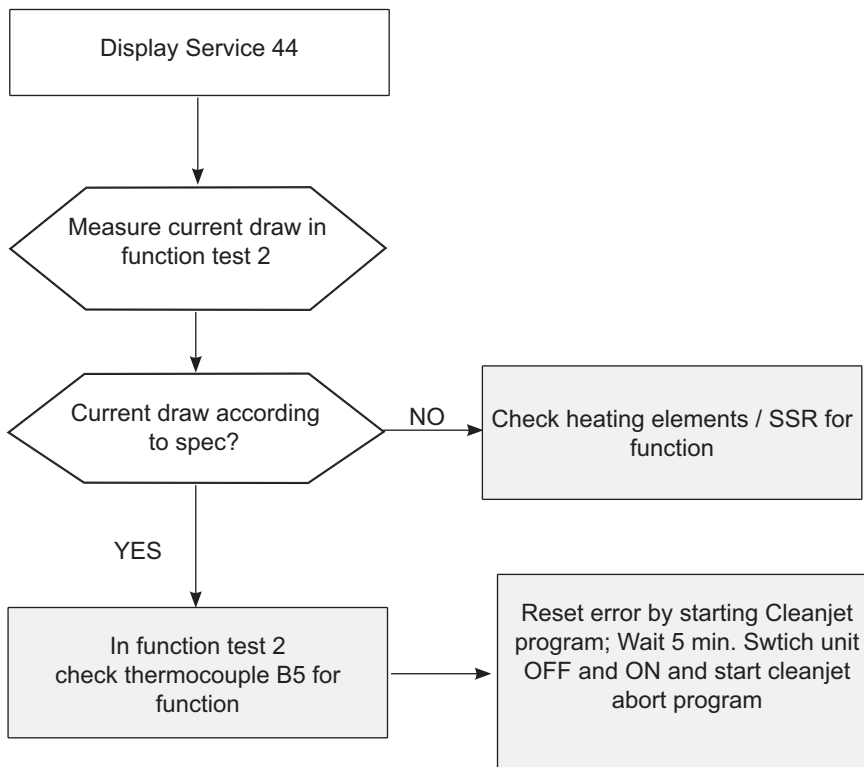 Display Service 44
Measure current draw in
function test 2
Current draw according
to spec?
NO
Check heating elements / SSR for
function
YES
In function test 2
check thermocouple B5 for
function
Reset error by starting Cleanjet
program; Wait 5 min. Swtich unit
OFF and ON and start cleanjet
abort program